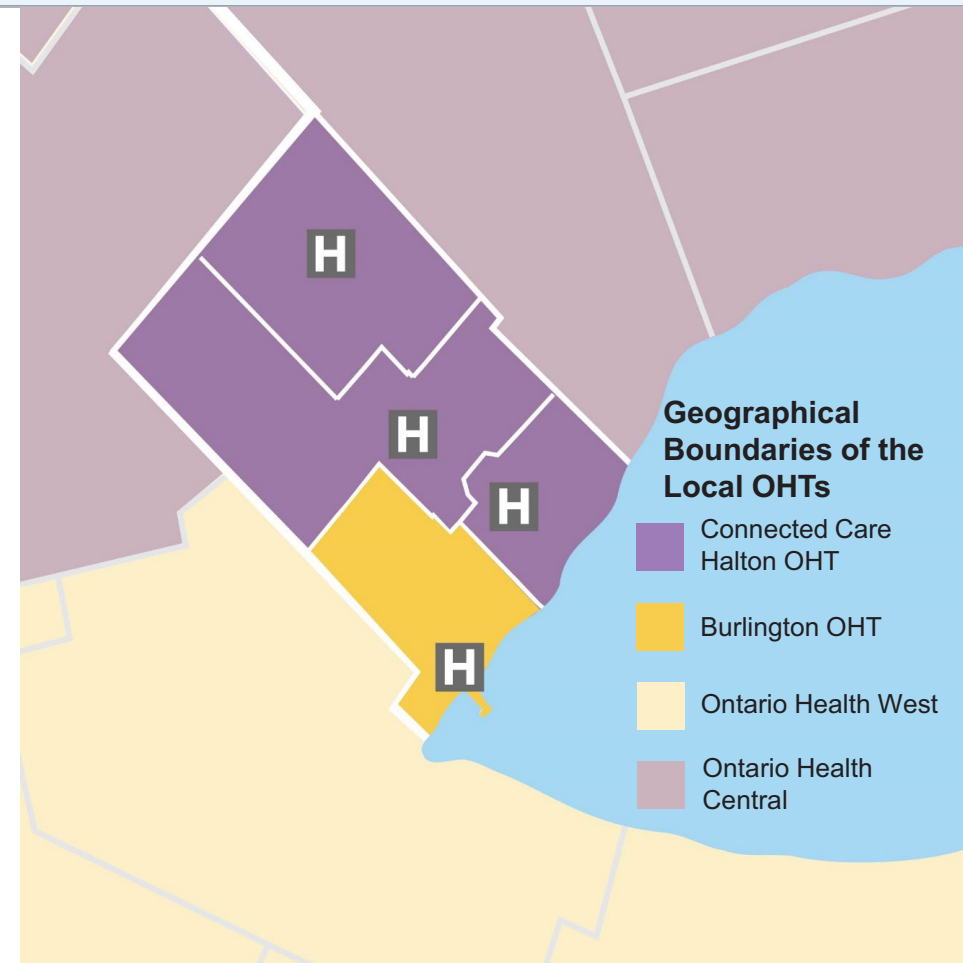 H
H
H
H
Geographical
Boundaries of the
Local OHTs
Connected Care
Halton OHT
Burlington OHT
Ontario Health West
Ontario Health
Central